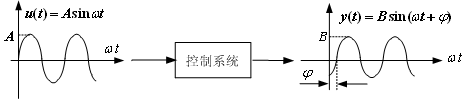 u(t) = A sin ωt
A
ωt
控制系统
y(t) = B sin(ωt + φ)
B
ωt
φ